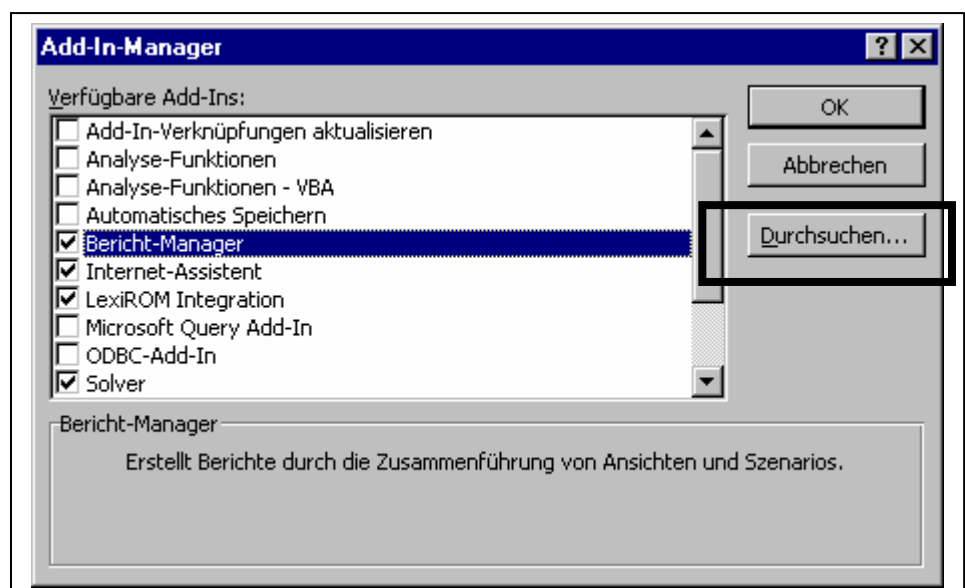 Add-In-Manager
Verfügbare Add-Ins:
Add-In-Verknüpfungen aktualisieren
Analyse-Funktionen
Analyse-Funktionen - VBA
Automatisches Speichern
Bericht-Manager
Internet-Assistent
LexiROM Integration
Microsoft Query Add-In
ODBC-Add-In
Solver
OK
Abbrechen
Durchsuchen...
Bericht-Manager
Erstellt Berichte durch die Zusammenführung von Ansichten und Szenarios.